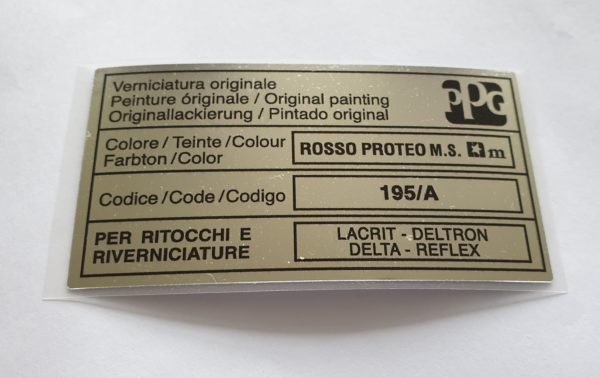 Verniciatura originale
Peinture óriginale / Original painting
Originallackierung / Pintado original
PPG
Colore / Teinte /Colour
Farbton /Color
ROSSO PROTEO M.S. m
Codice /Code /Codigo
195/A
PER RITOCCHI E
RIVERNICIATURE
LACRIT - DELTRON
DELTA - REFLEX